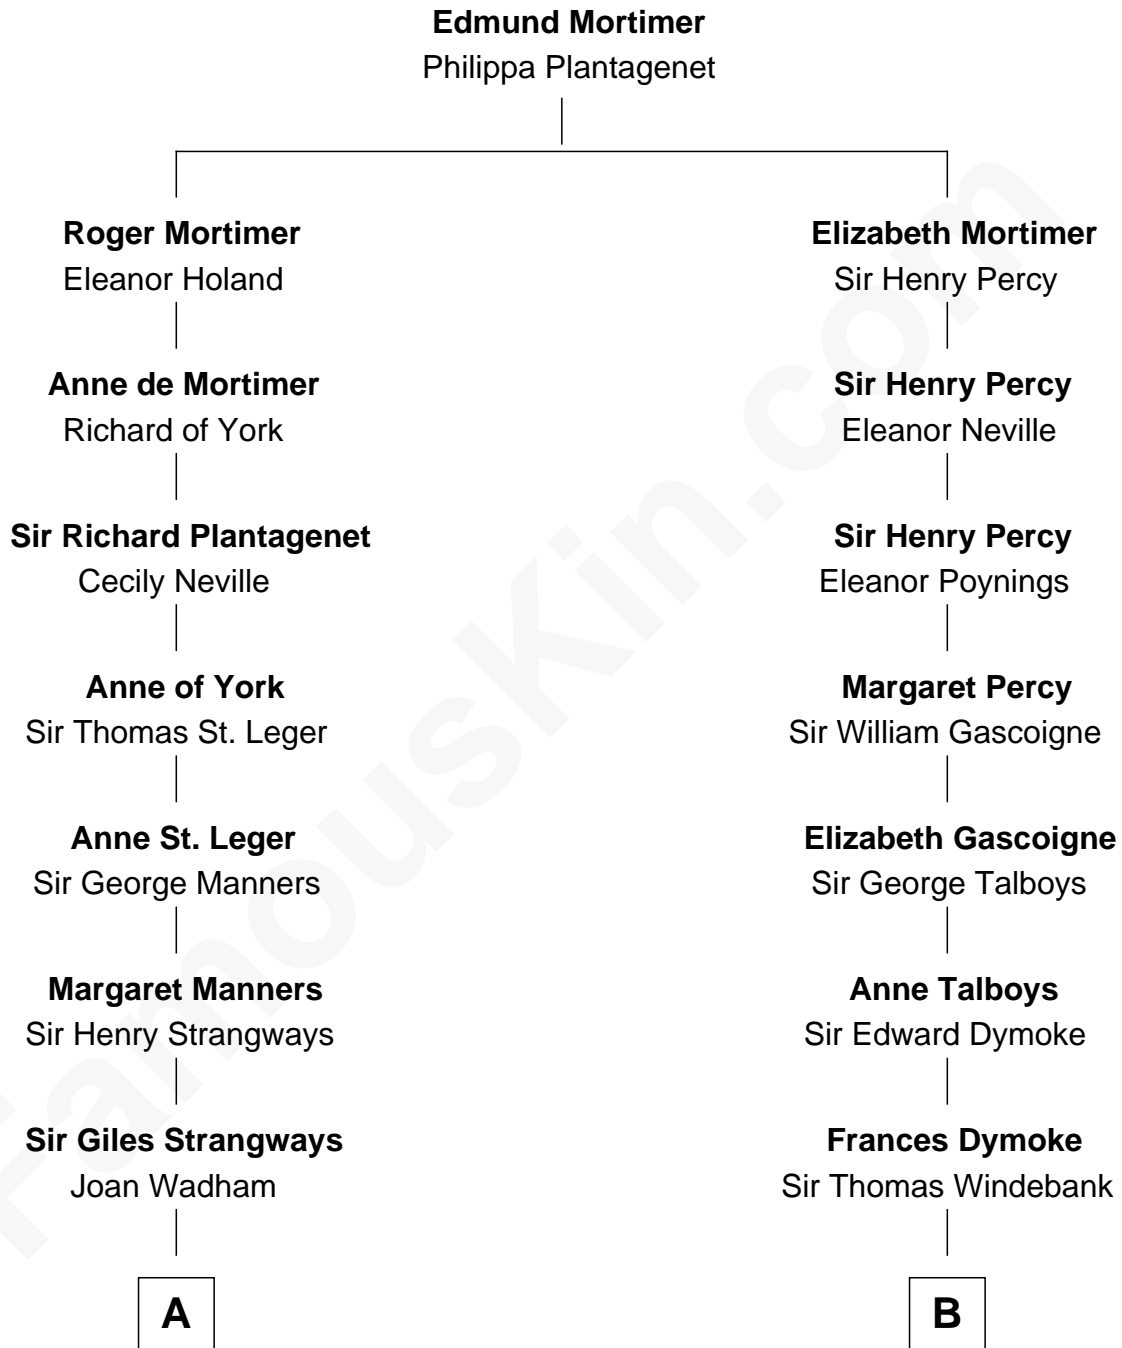 Edmund Mortimer
Philippa Plantagenet
Roger Mortimer
Eleanor Holand
Elizabeth Mortimer
Sir Henry Percy
Anne de Mortimer
Richard of York
Sir Henry Percy
Eleanor Neville
Sir Richard Plantagenet
Cecily Neville
Sir Henry Percy
Eleanor Poynings
Anne of York
Sir Thomas St. Leger
Margaret Percy
Sir William Gascoigne
Anne St. Leger
Sir George Manners
Elizabeth Gascoigne
Sir George Talboys
Margaret Manners
Sir Henry Strangways
Anne Talboys
Sir Edward Dymoke
Sir Giles Strangways
Joan Wadham
Frances Dymoke
Sir Thomas Windebank
A
B
FamousKin.com